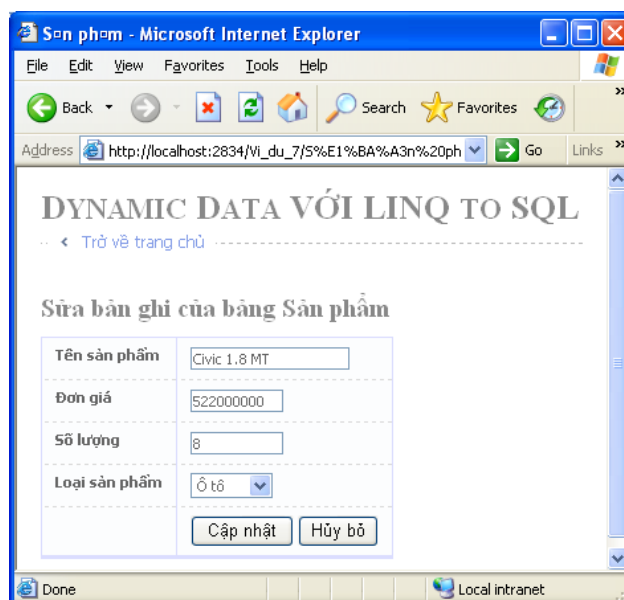 S¤n ph¤m - Microsoft Internet Explorer
File Edit View Favorites Tools Help
Back Search Favorites »
Address http://localhost:2834/Vi_du_7/S%E1%BA%A3n%20ph Go Links »
DYNAMIC DATA VỚI LINQ TO SQL
Trở về trang chủ
Sửa bản ghi của bảng Sản phẩm
Tên sản phẩm Civic 1.8 MT
Đơn giá 522000000
Số lượng 8
Loại sản phẩm Ô tô
Cập nhật Hủy bỏ
Done Local intranet